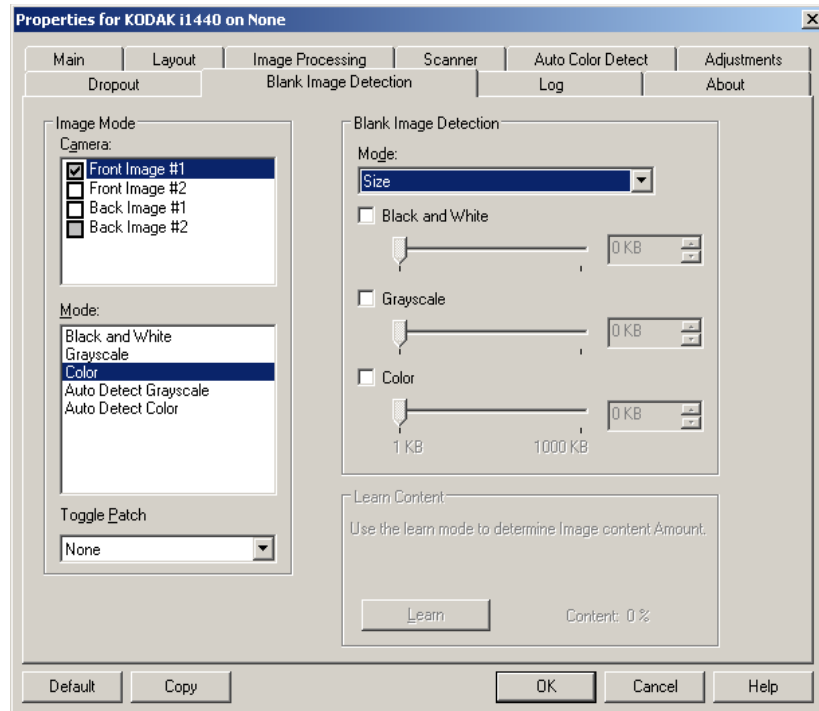 Properties for KODAK i1440 on None
Main
Layout
Image Processing
Scanner
Auto Color Detect
Adjustments
Dropout
Blank Image Detection
Log
About
Image Mode
Camera:
Front Image #1
Front Image #2
Back Image #1
Back Image #2
Mode:
Black and White
Grayscale
Color
Auto Detect Grayscale
Auto Detect Color
Toggle Patch
None
Blank Image Detection
Mode:
Size
Black and White
0 KB
Grayscale
0 KB
Color
0 KB
1 KB
1000 KB
Learn Content
Use the learn mode to determine Image content Amount.
Learn
Content: 0 %
Default
Copy
OK
Cancel
Help